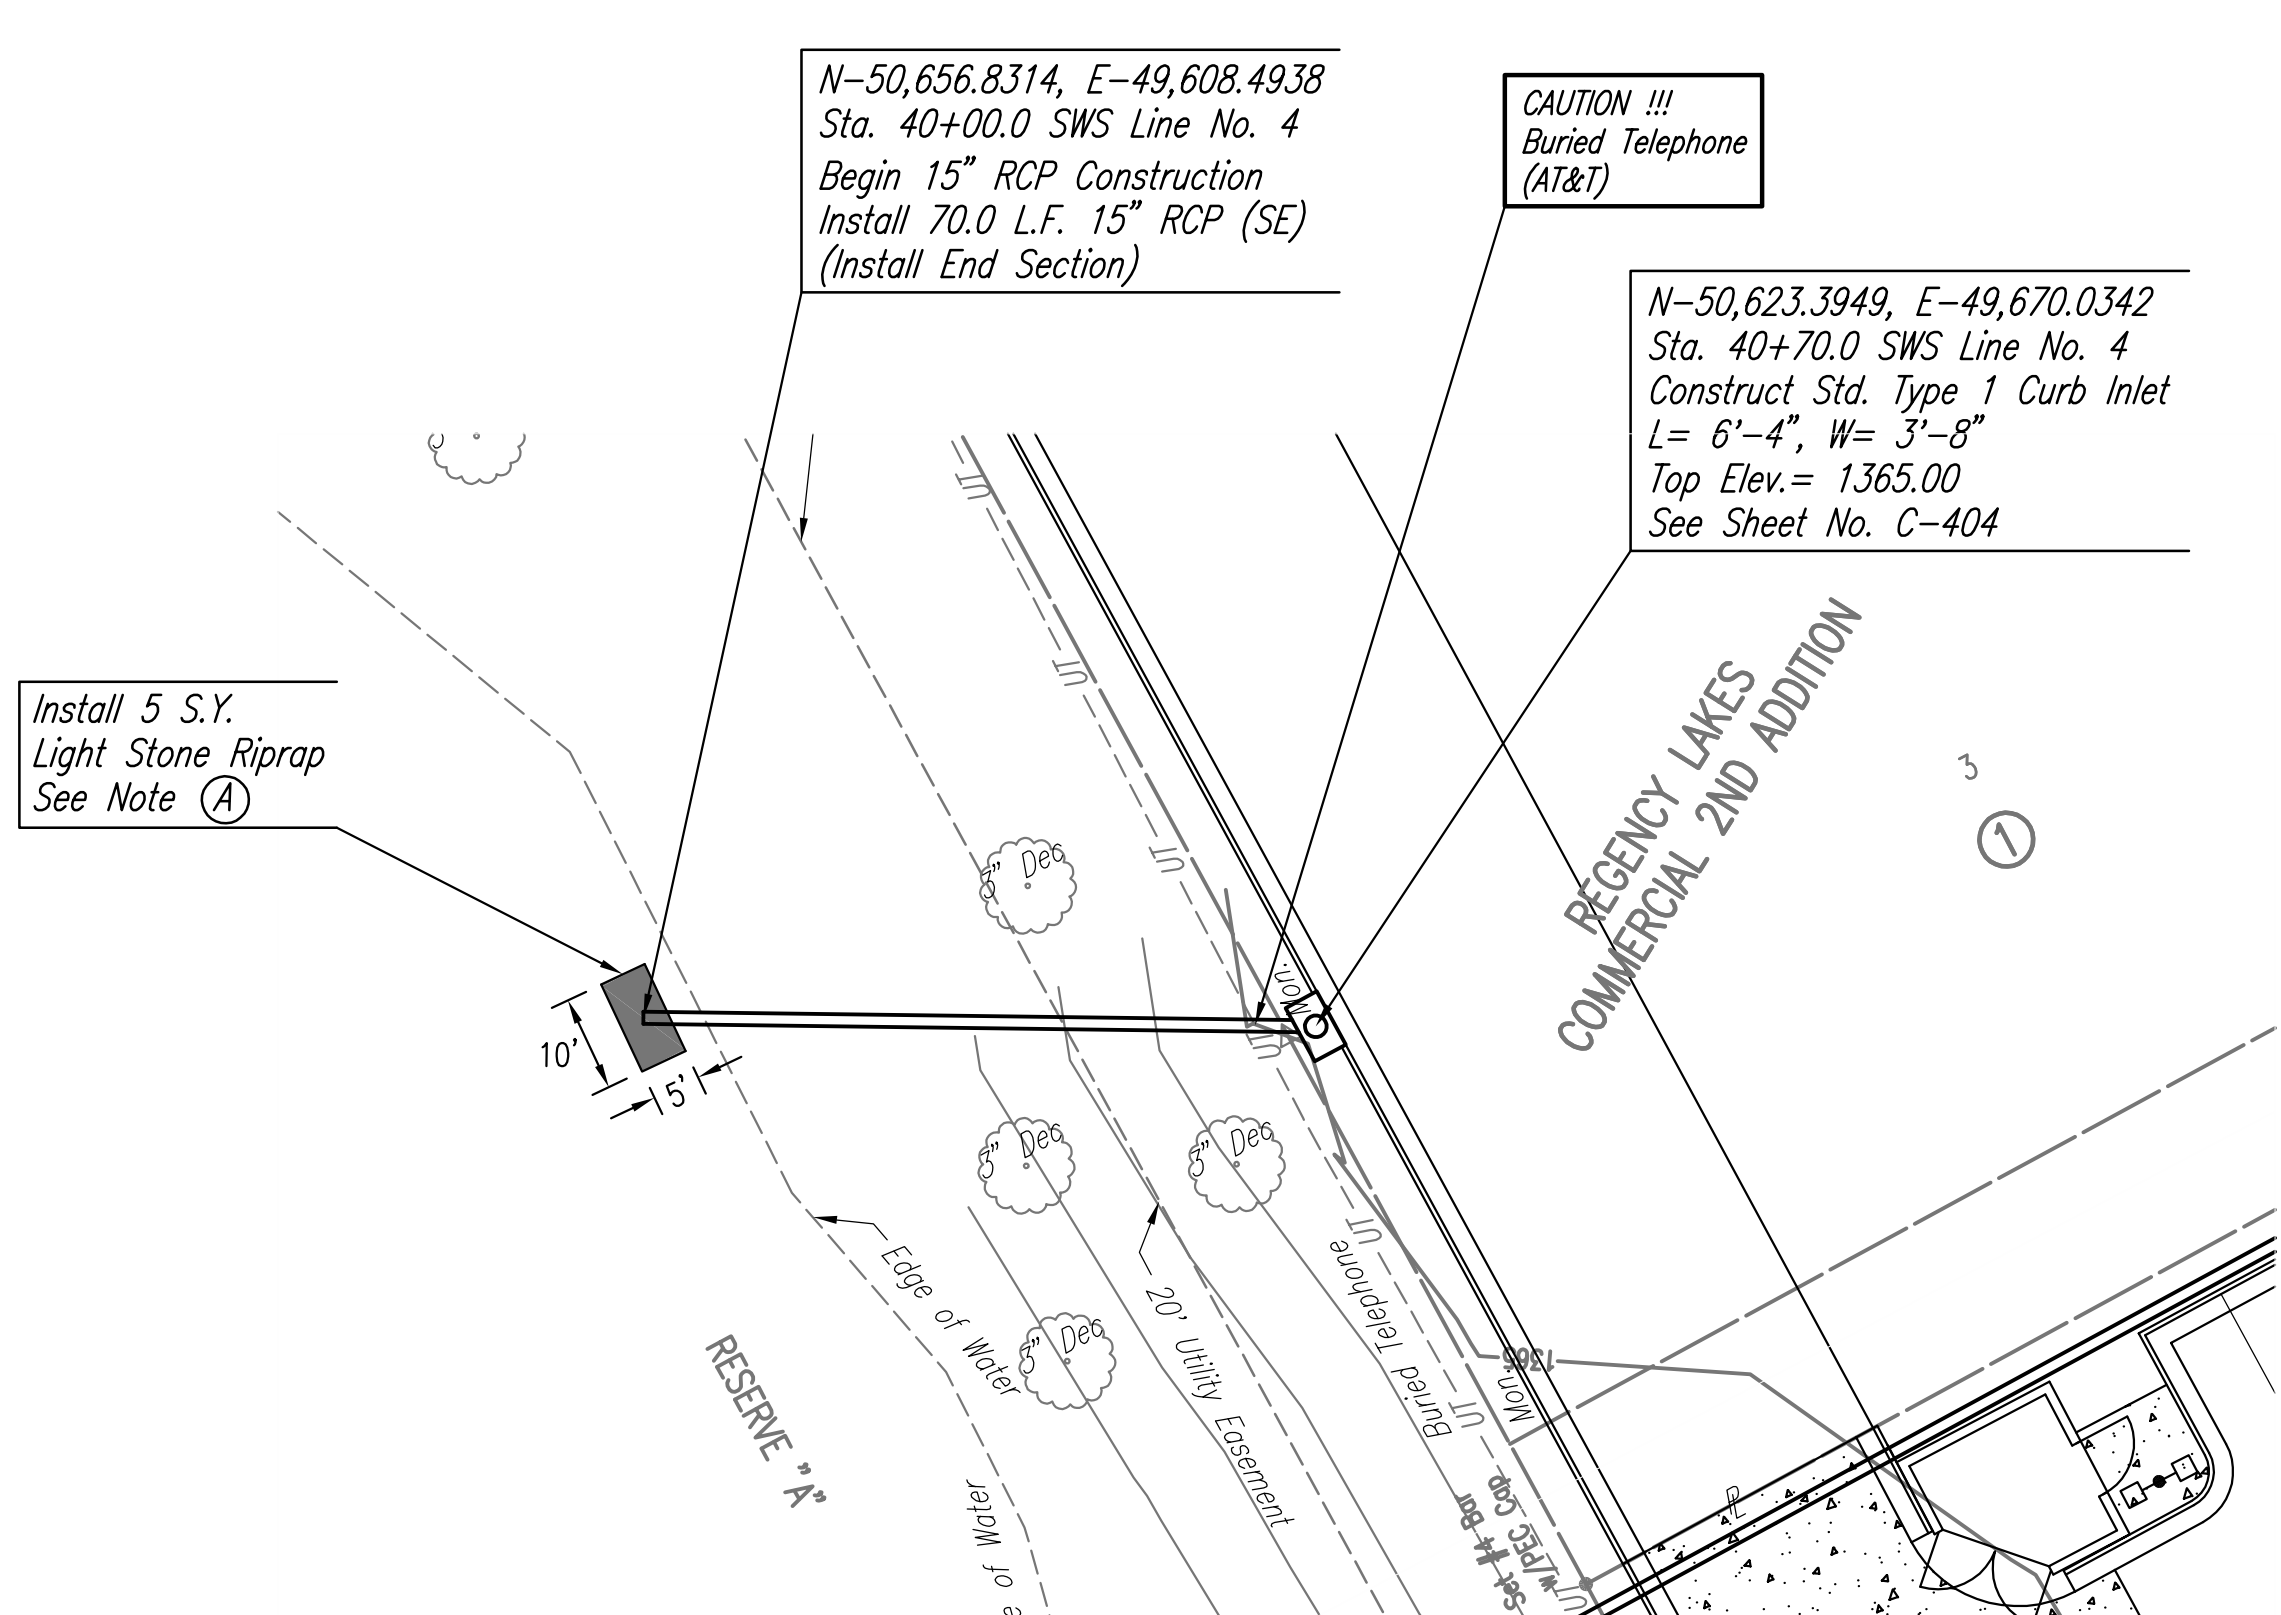 N-50,656.8314, E-49,608.4938
Sta. 40+00.0 SWS Line No. 4
Begin 15" RCP Construction
Install 70.0 L.F. 15" RCP (SE)
(Install End Section)
CAUTION !!!
Buried Telephone
(AT&T)
N-50,623.3949, E-49,670.0342
Sta. 40+70.0 SWS Line No. 4
Construct Std. Type 1 Curb Inlet
L= 6'-4", W= 3'-8"
Top Elev.= 1365.00
See Sheet No. C-404
Install 5 S.Y.
Light Stone Riprap
See Note A
UT
UT
UT
UT
UT
UT
UT
REGENCY LAKES
COMMERCIAL 2ND ADDITION
3
1
3" Dec
3" Dec
3" Dec
3" Dec
Mon.
10'
5'
Edge of Water
20' Utility Easement
Buried Telephone
1365
Mon.
RESERVE "A"
e of Water
Set #4 Bar
w/PEC Cap